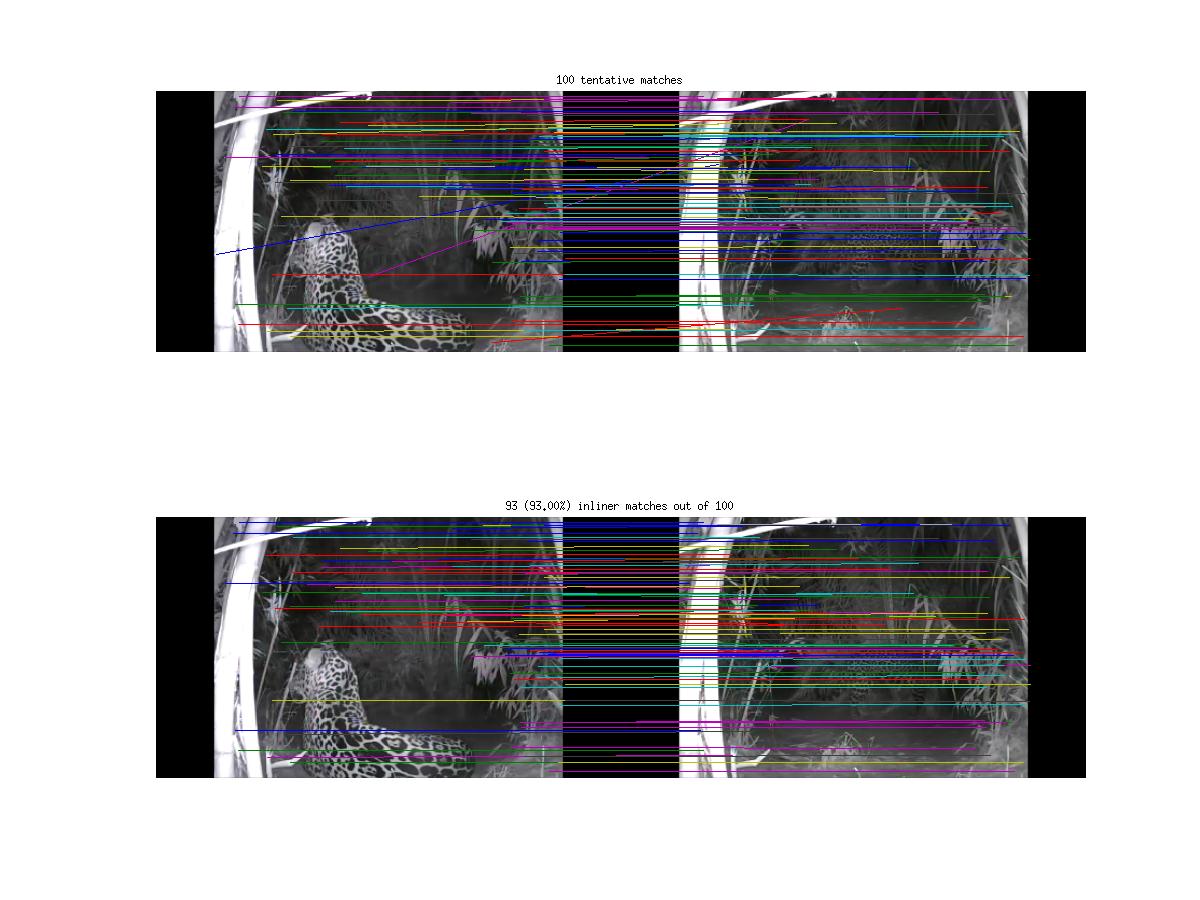 100 tentative matches
93 (93.00%) inliner matches out of 100